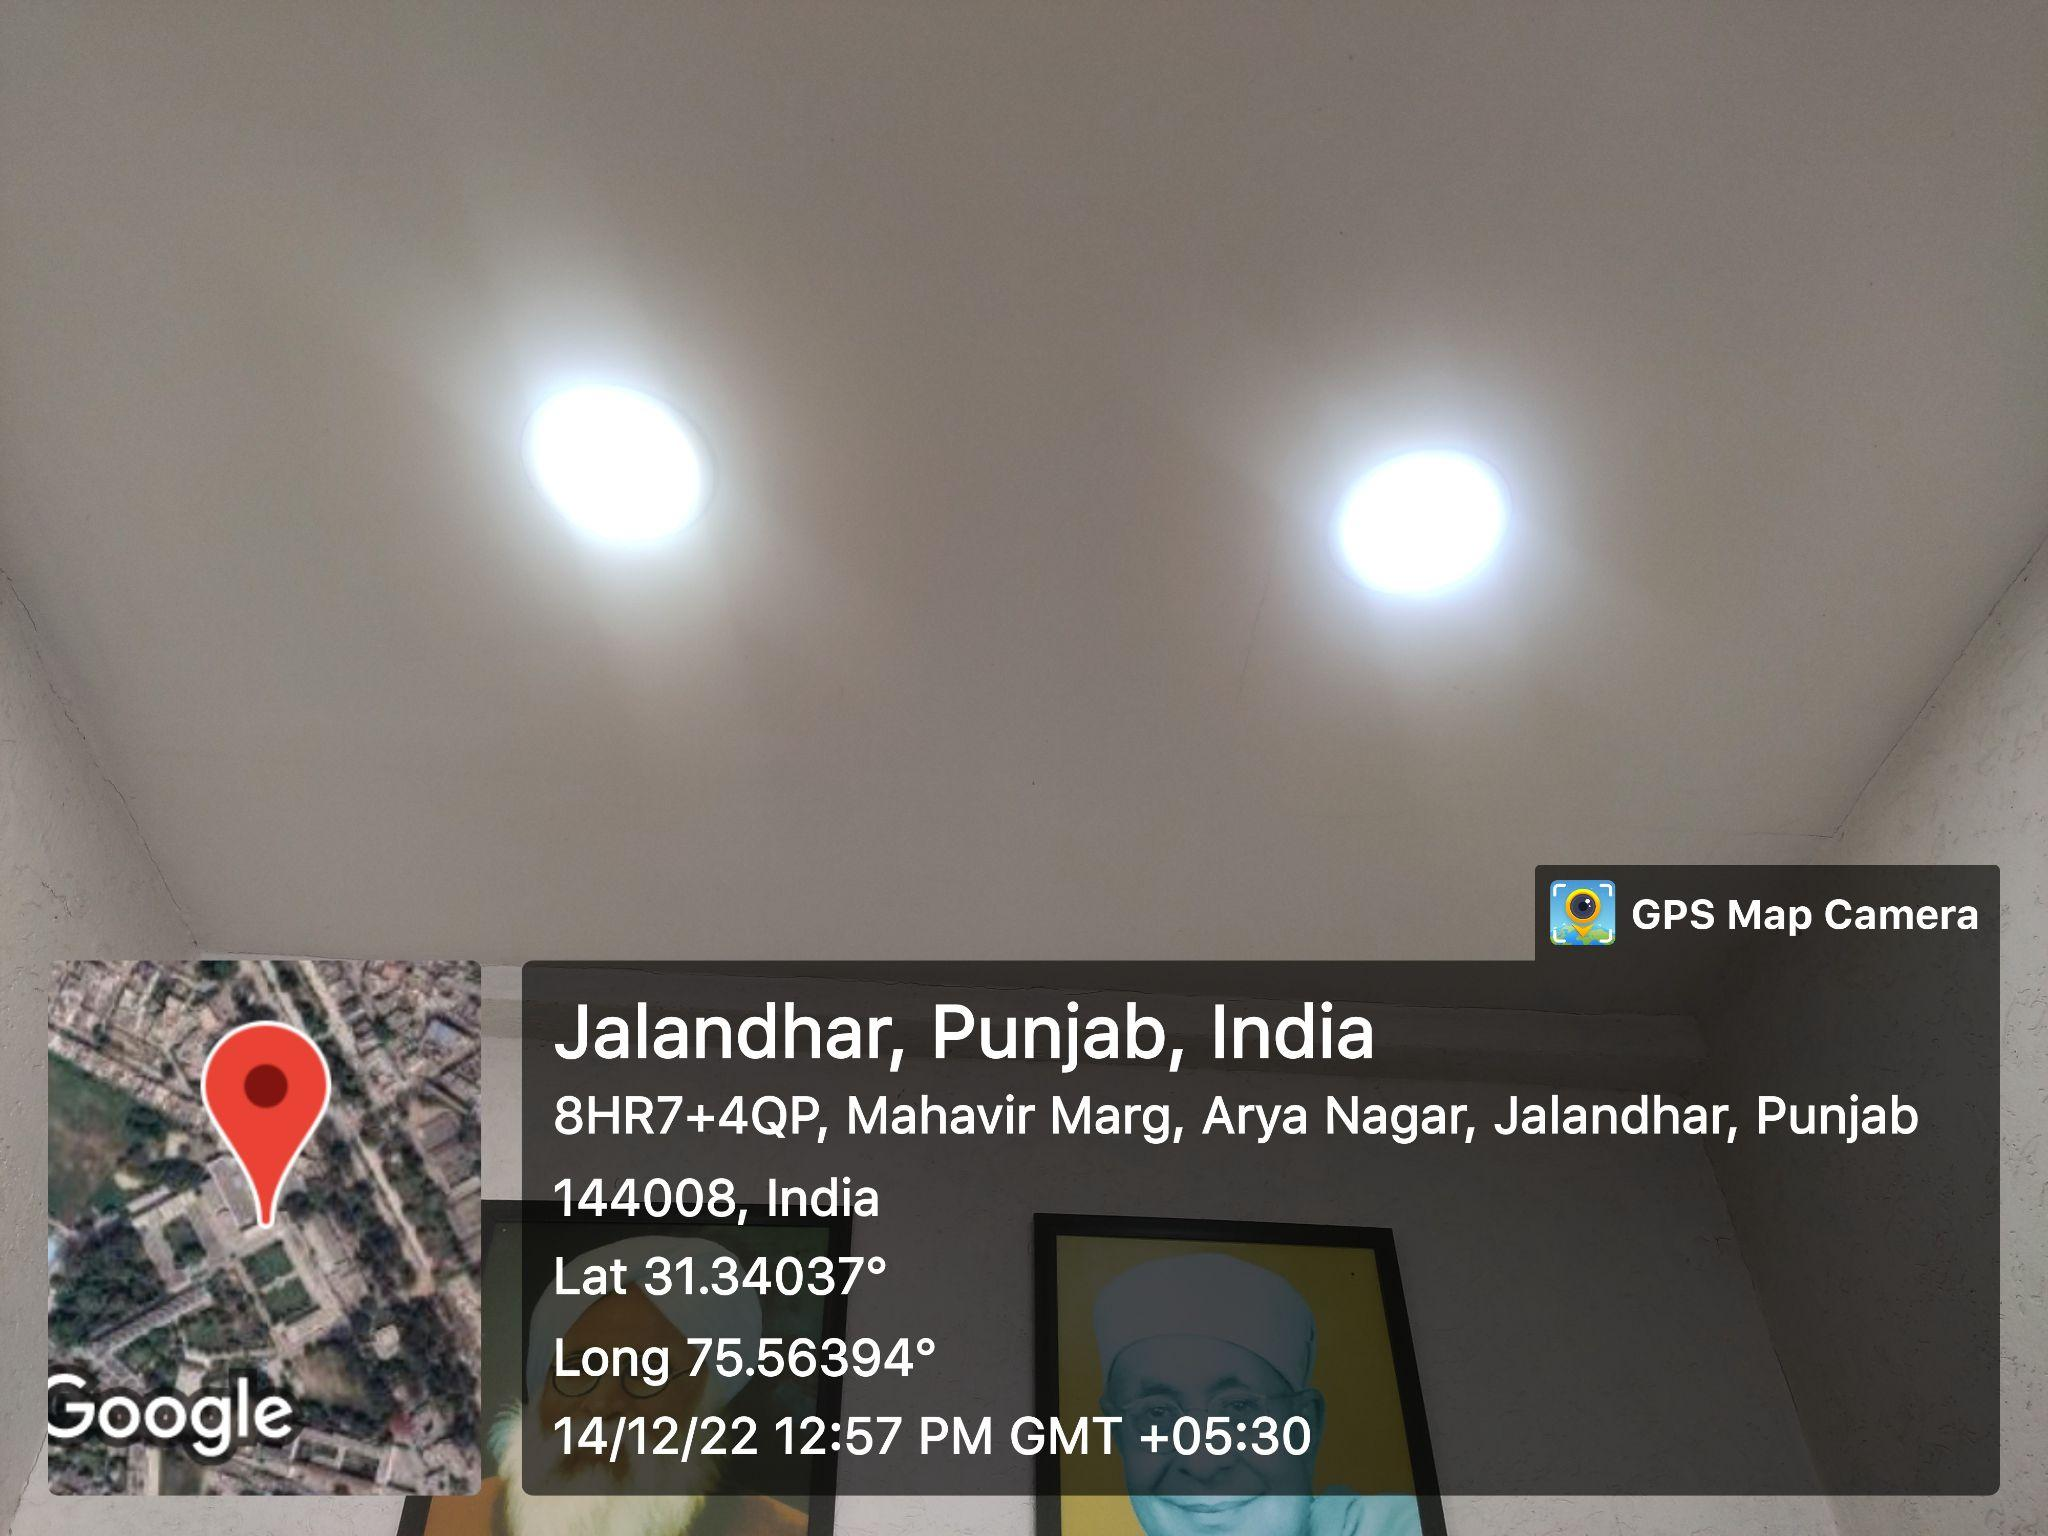 GPS Map Camera
Jalandhar, Punjab, India
8HR7+4QP, Mahavir Marg, Arya Nagar, Jalandhar, Punjab
144008, India
Lat 31.34037°
Long 75.56394°
14/12/22 12:57 PM GMT +05:30
Google